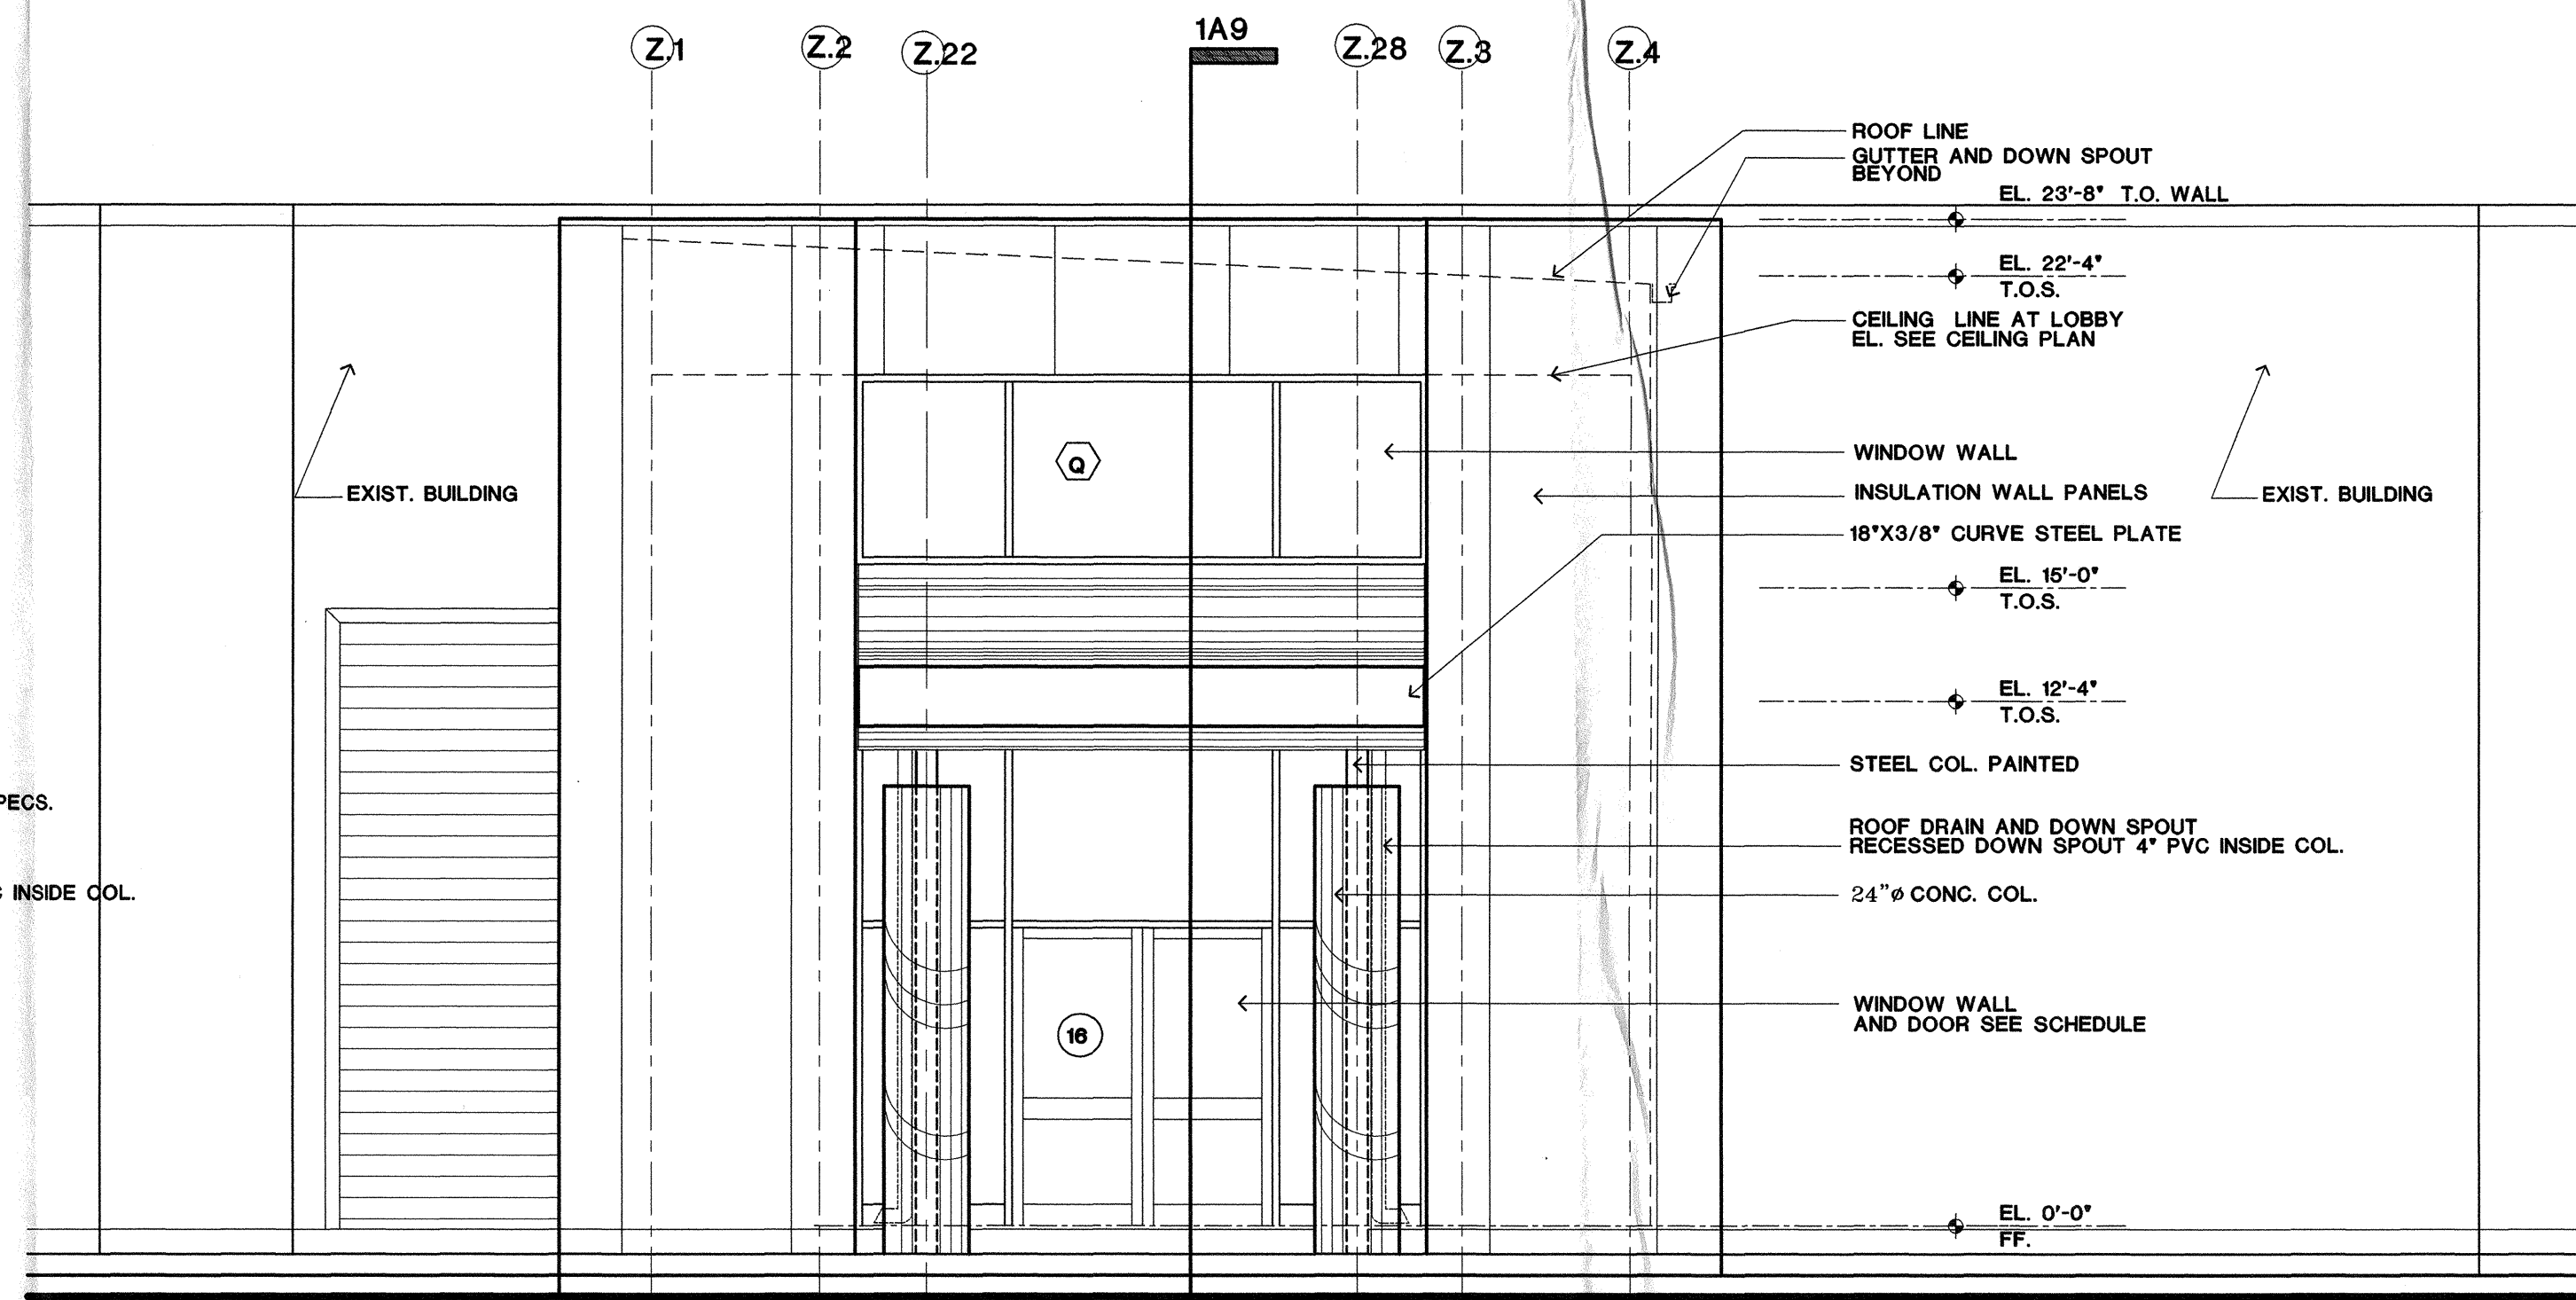 1A9
Z.1
Z.2
Z.22
Z.28
Z.3
Z.4
ROOF LINE
GUTTER AND DOWN SPOUT
BEYOND
EL. 23'-8" T.O. WALL
EL. 22'-4"
T.O.S.
CEILING LINE AT LOBBY
EL. SEE CEILING PLAN
Q
WINDOW WALL
EXIST. BUILDING
INSULATION WALL PANELS
EXIST. BUILDING
18"X3/8" CURVE STEEL PLATE
EL. 15'-0"
T.O.S.
EL. 12'-4"
T.O.S.
STEEL COL. PAINTED
PECS.
ROOF DRAIN AND DOWN SPOUT
RECESSED DOWN SPOUT 4" PVC INSIDE COL.
C INSIDE COL.
24"ø CONC. COL.
WINDOW WALL
AND DOOR SEE SCHEDULE
16
EL. 0'-0"
FF.